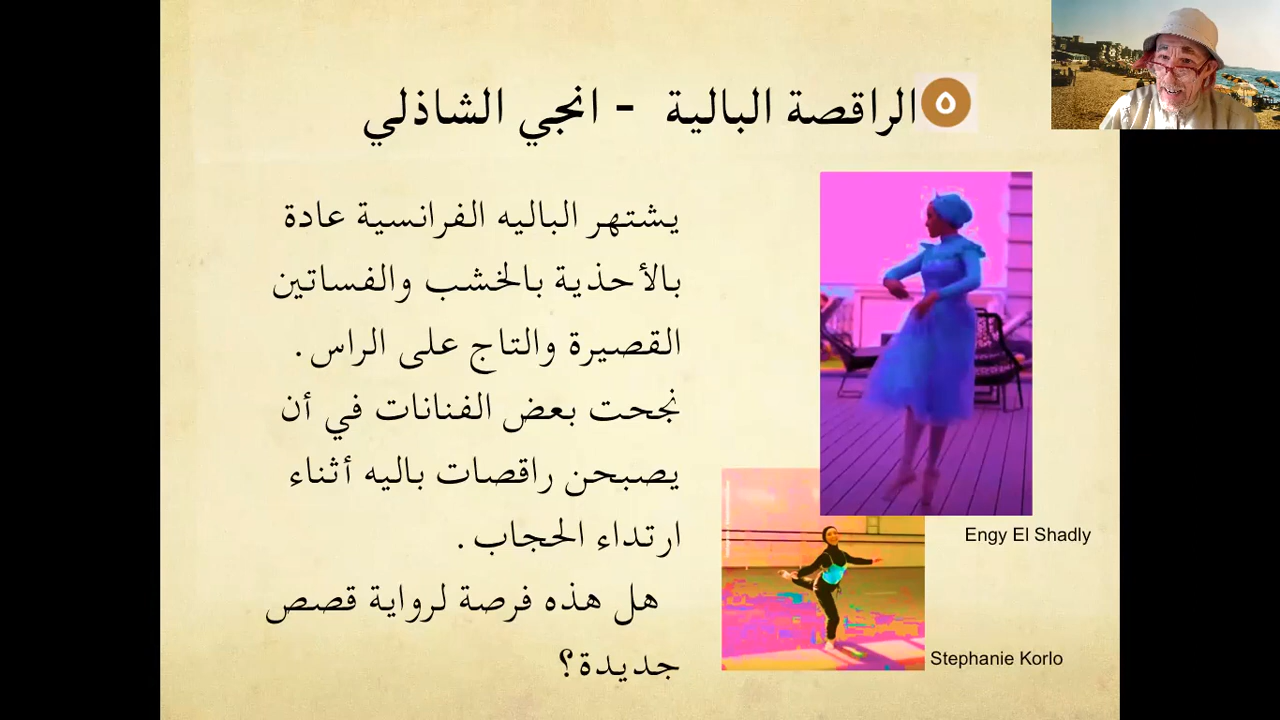 ٥
الراقصة البالية - انجي الشاذلي
يشتهر الباليه الفرانسية عادة
بالأحذية بالخشب والفساتين
القصيرة والتاج على الراس.
نجحت بعض الفنانات في أن
يصبحن راقصات باليه أثناء
ارتداء الحجاب.
هل هذه فرصة لرواية قصص
جديدة؟
Engy El Shadly
Stephanie Korlo